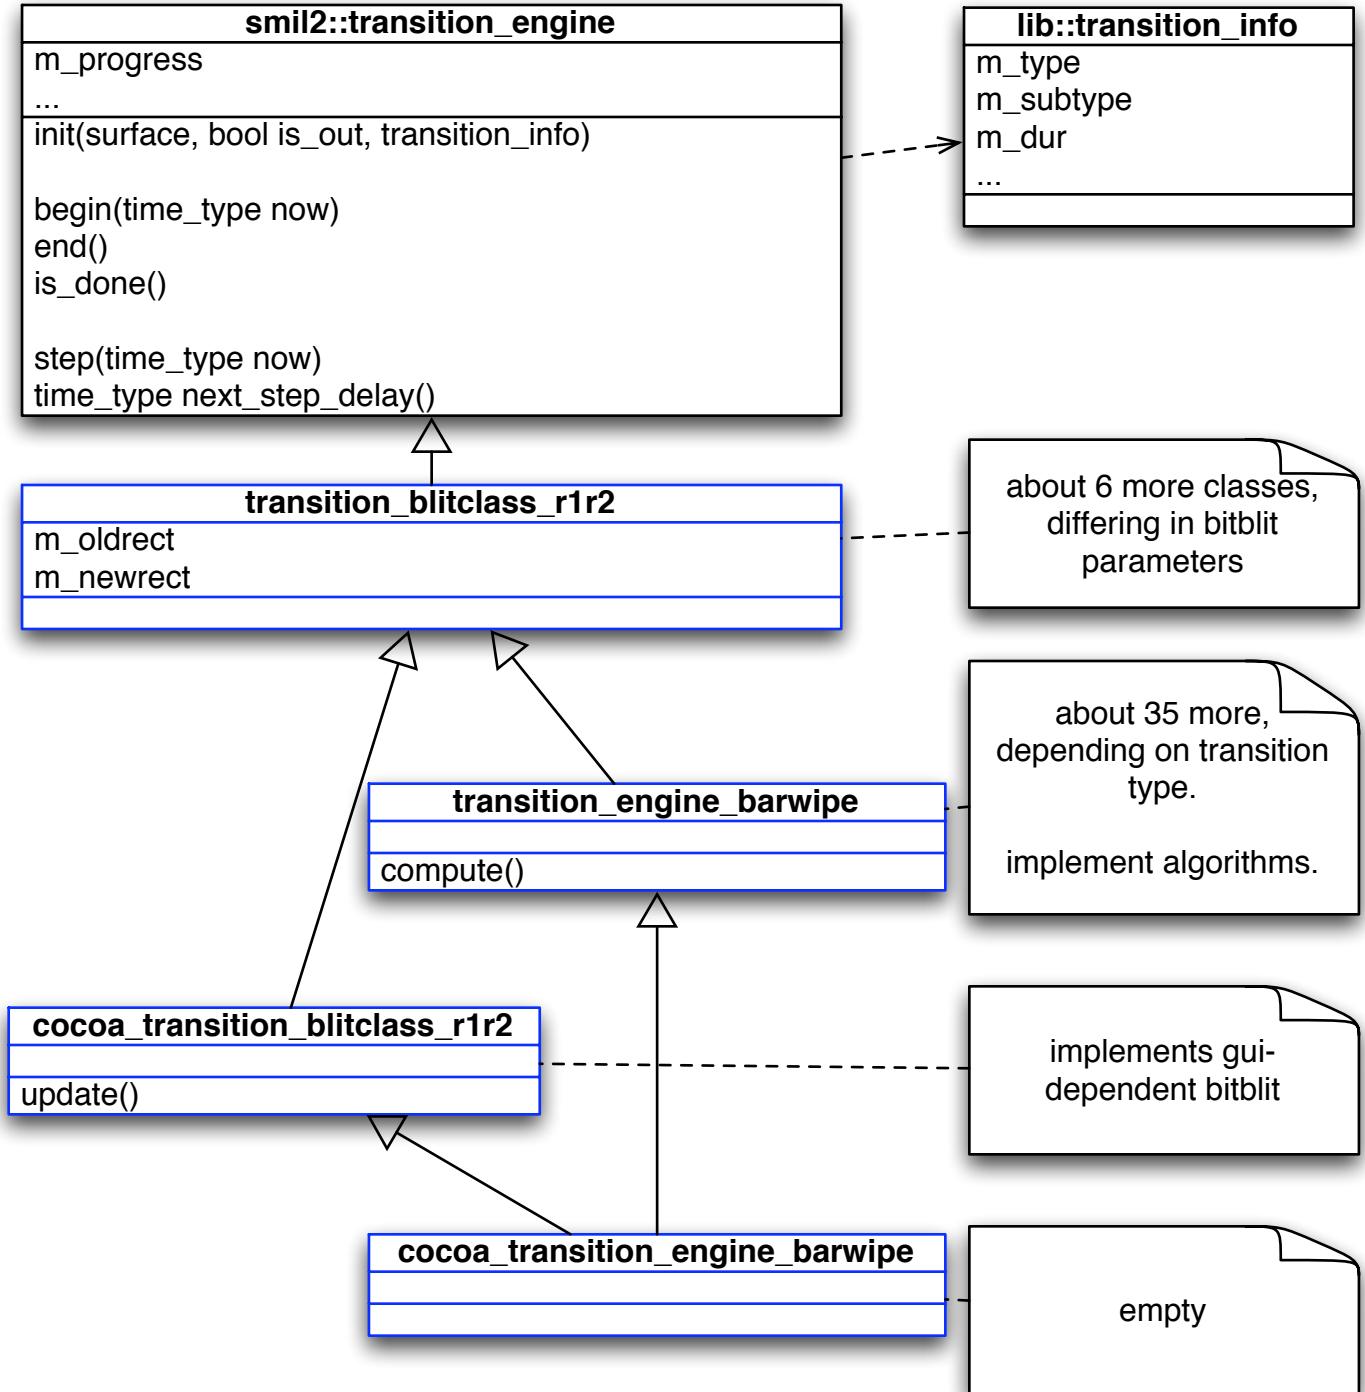 smil2::transition_engine
m_progress
...
init(surface, bool is_out, transition_info)
begin(time_type now)
end()
is_done()
step(time_type now)
time_type next_step_delay()
lib::transition_info
m_type
m_subtype
m_dur
...
transition_blitclass_r1r2
m_oldrect
m_newrect
about 6 more classes,
differing in bitblit
parameters
about 35 more,
depending on transition
type.
implement algorithms.
transition_engine_barwipe
compute()
cocoa_transition_blitclass_r1r2
update()
implements gui-
dependent bitblit
cocoa_transition_engine_barwipe
empty